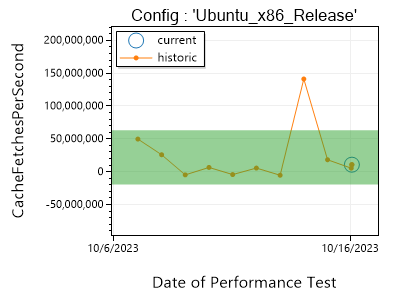 Config : 'Ubuntu_x86_Release'
current
historic
200,000,000
150,000,000
100,000,000
50,000,000
0
-50,000,000
CacheFetchesPerSecond
10/6/2023
10/16/2023
Date of Performance Test